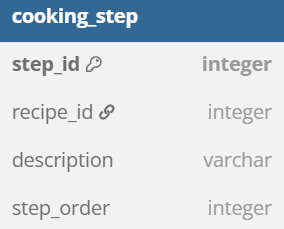 cooking_step
step_id integer
recipe_id integer
description varchar
step_order integer